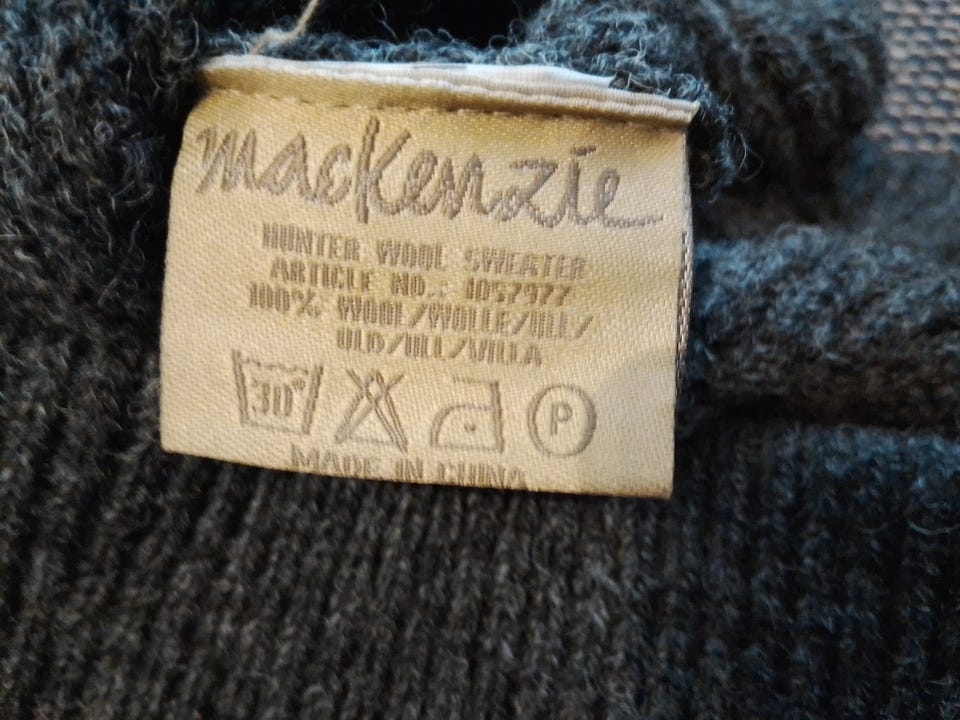 mackenzie
HUNTER WOOL SWEATER
ARTICLE NO.: 1057977
100% WOOL/WOLLE/ULL/
ULD/ULL/VILLA
30° P
MADE IN CHINA